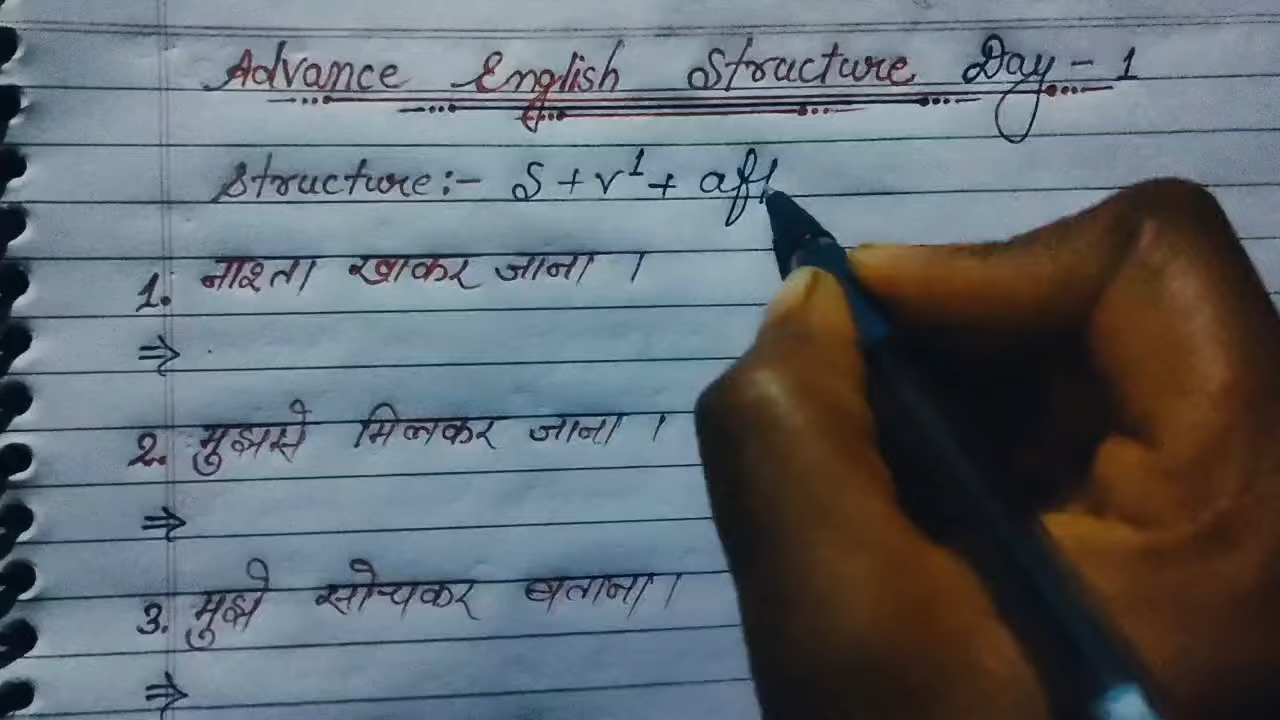 Advance English Structure Day-1
Structure:- S + v¹ + aft
1. नाश्ता खाकर जाना ।
⇒
2. मुझसे मिलकर जाना ।
⇒
3. मुझे सोचकर बताना ।
⇒